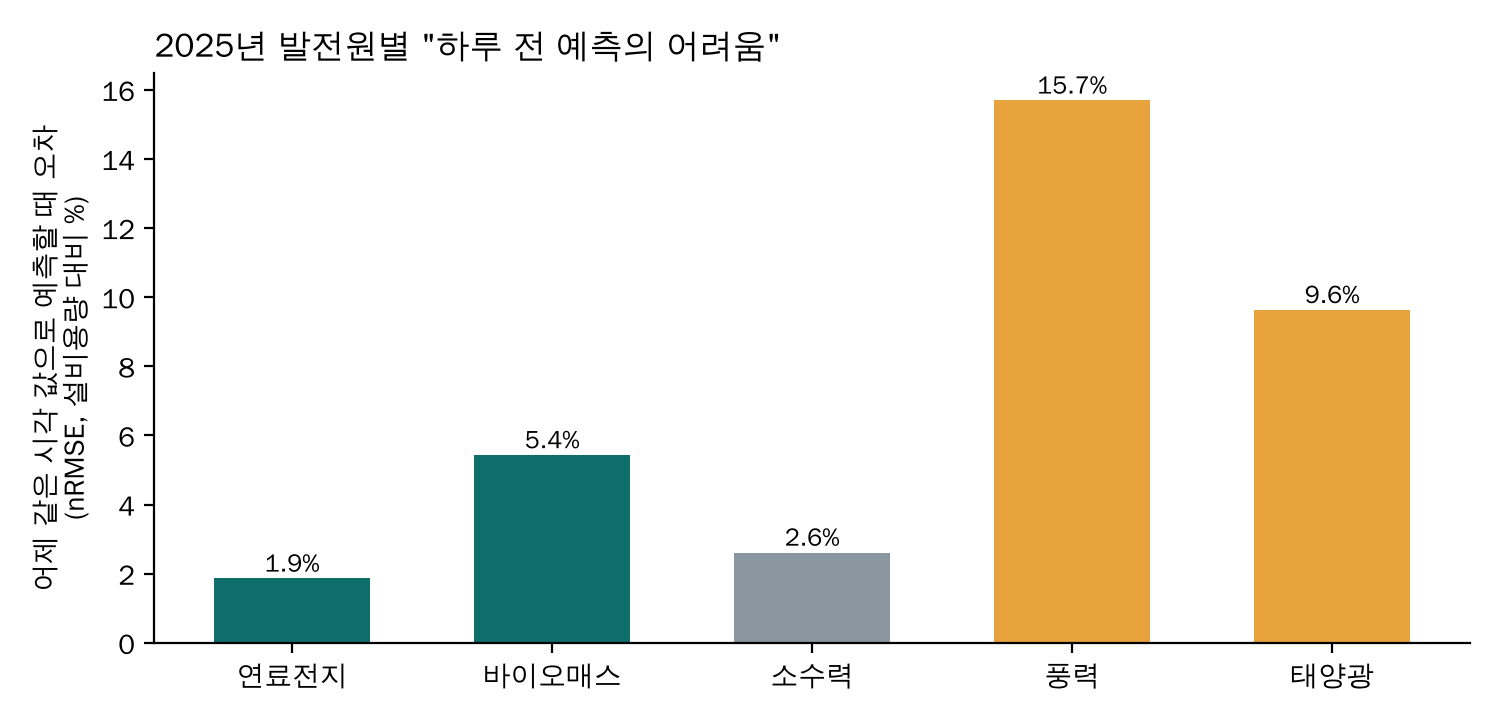 2025년 발전원별 "하루 전 예측의 어려움"
어제 같은 시각 값으로 예측할 때 오차
(nRMSE, 설비용량 대비 %)
16
14
12
10
8
6
4
2
0
1.9%
5.4%
2.6%
15.7%
9.6%
연료전지
바이오매스
소수력
풍력
태양광